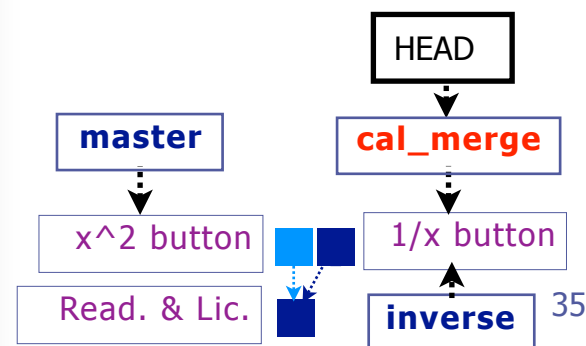 HEAD
master
cal_merge
x^2 button
1/x button
Read. & Lic.
inverse
35